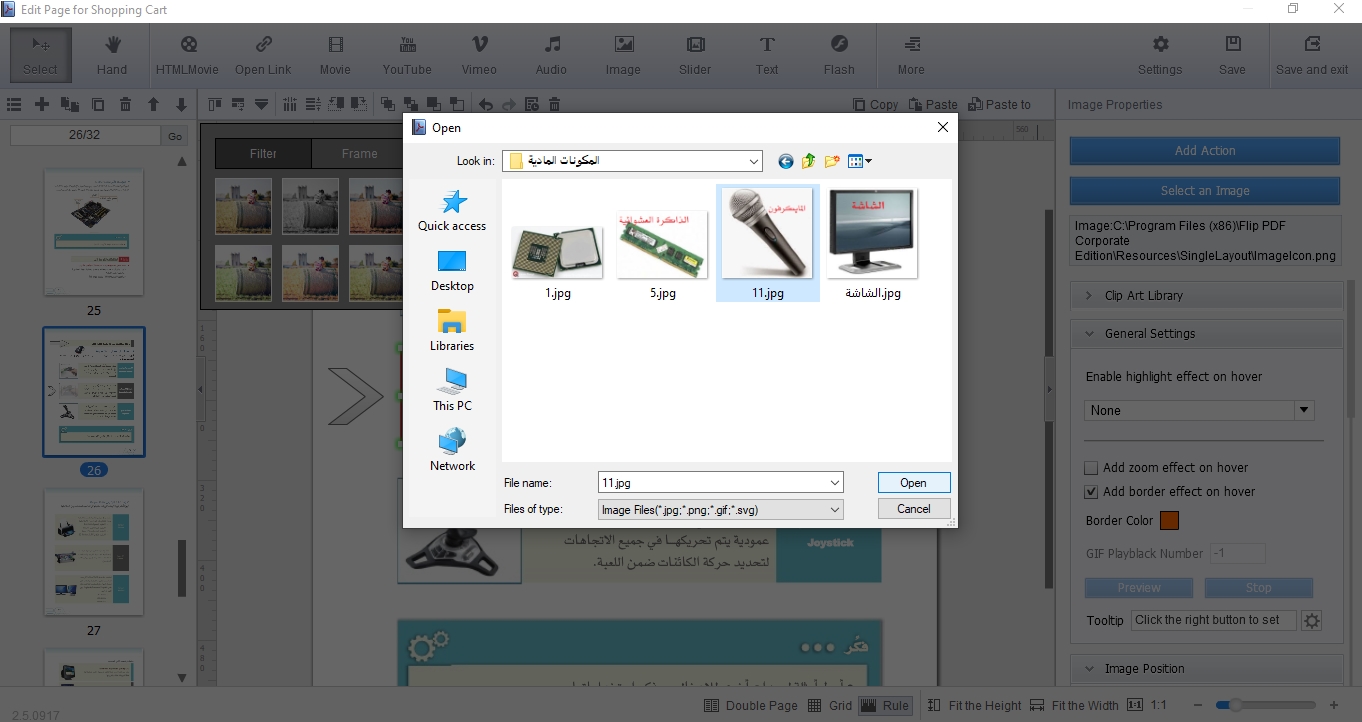 Edit Page for Shopping Cart
Select
Hand
HTMLMovie
Open Link
Movie
YouTube
Vimeo
Audio
Image
Slider
Text
Flash
More
Settings
Save
Save and exit
Copy
Paste
Paste to
Image Properties
26/32
Go
25
26
27
Filter
Frame
560
Open
Look in:
المكونات المادية
Quick access
Desktop
Libraries
This PC
Network
الذاكرة العشوائية
المايكرفون
الشاشة
1.jpg
5.jpg
11.jpg
الشاشة.jpg
File name:
11.jpg
Open
Files of type:
Image Files(*.jpg;*.png;*.gif;*.svg)
Cancel
عمودية يتم تحريكهـا في جميع الاتجاهات
لتحديد حركة الكائنات ضمن اللعبة.
Joystick
فكّر
Add Action
Select an Image
Image:C:\Program Files (x86)\Flip PDF
Corporate
Edition\Resources\SingleLayout\ImageIcon.png
Clip Art Library
General Settings
Enable highlight effect on hover
None
Add zoom effect on hover
Add border effect on hover
Border Color
GIF Playback Number
-1
Preview
Stop
Tooltip
Click the right button to set
Image Position
2.5.0917
Double Page
Grid
Rule
Fit the Height
Fit the Width
1:1
1:1